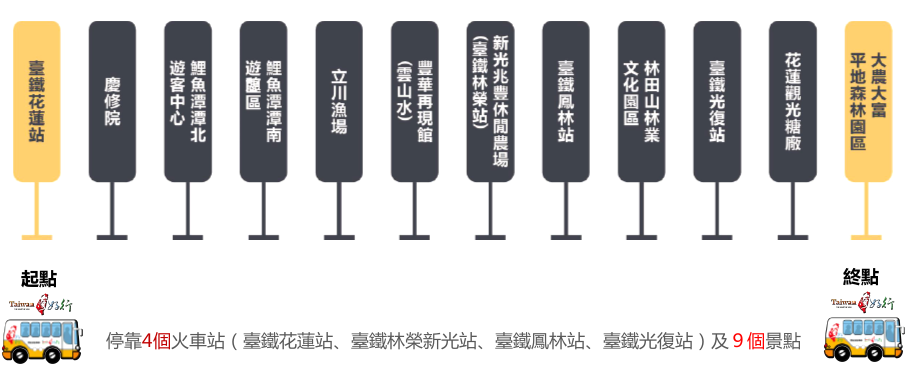 臺鐵花蓮站
慶修院
鯉魚潭潭北
遊客中心
鯉魚潭潭南
遊憩區
立川漁場
豐華再現館
(雲山水)
新光兆豐休閒農場
(臺鐵林榮站)
臺鐵鳳林站
林田山林業
文化園區
臺鐵光復站
花蓮觀光糖廠
大農大富
平地森林園區
起點
終點
Taiwan 好行
Taiwan 好行
停靠4個火車站(臺鐵花蓮站、臺鐵林榮新光站、臺鐵鳳林站、臺鐵光復站)及9個景點